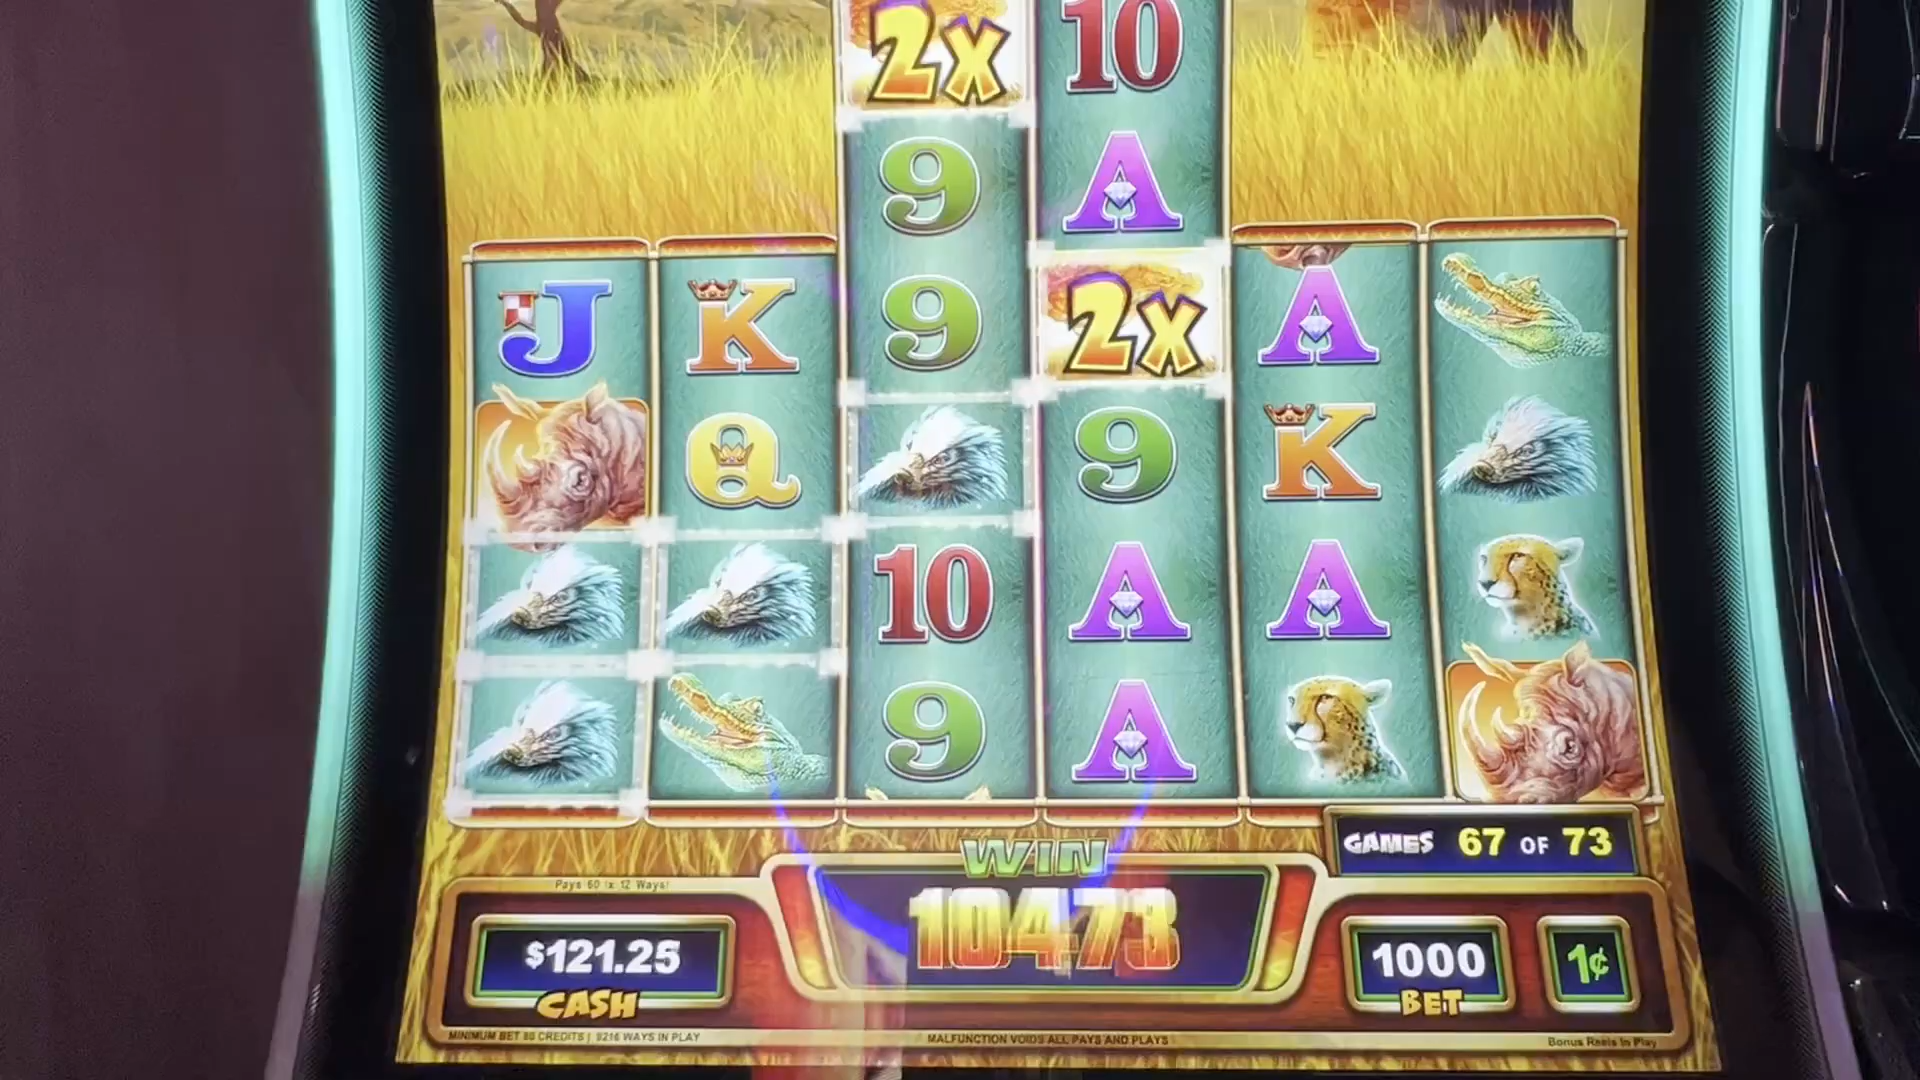 2x 10
9 A
J K 9 2x A
Q 9 K
10 A A
9 A
GAMES 67 OF 73
WIN
Pays 60 x 12 Ways!
10473
$121.25 1000 1¢
CASH BET
MINIMUM BET 80 CREDITS | 9216 WAYS IN PLAY MALFUNCTION VOIDS ALL PAYS AND PLAYS Bonus Reels In Play